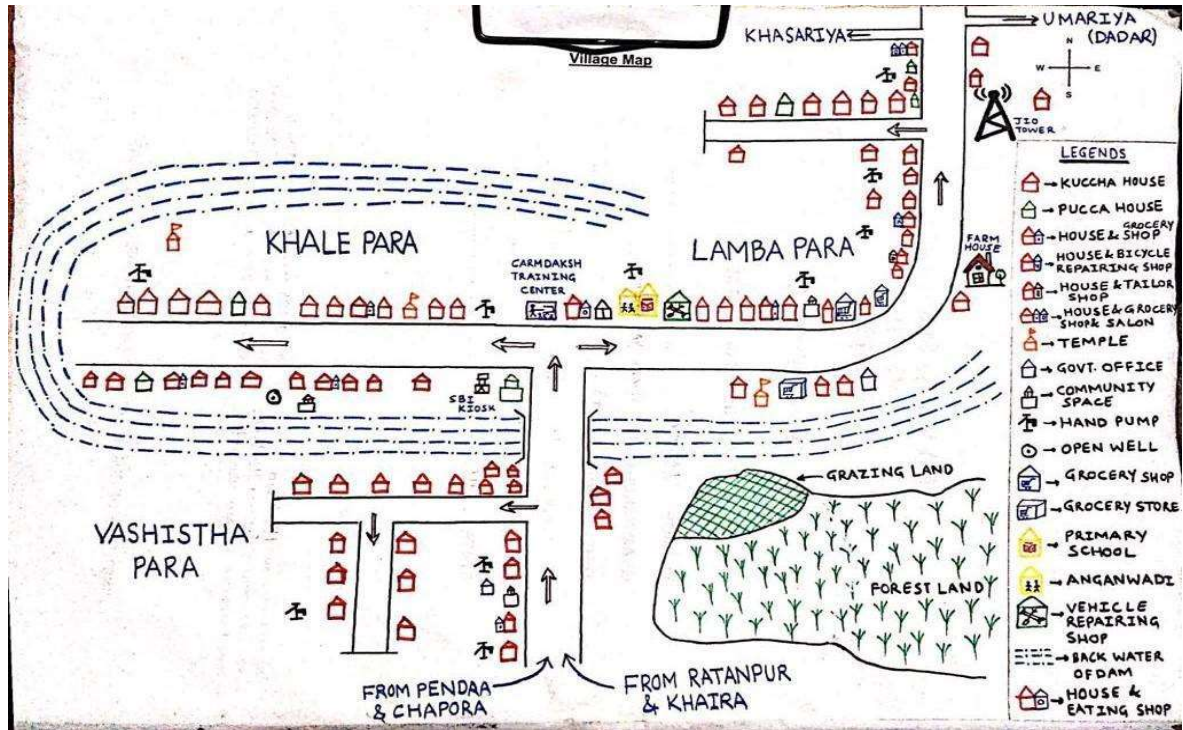 KHASARIYA
UMARIYA
(DADAR)
Village Map
N
W E
S
JIO
TOWER
LEGENDS
KUCCHA HOUSE
PUCCA HOUSE
HOUSE & GROCERY SHOP
HOUSE & BICYCLE
REPAIRING SHOP
HOUSE & TAILOR
SHOP
HOUSE & GROCERY
SHOP & SALON
TEMPLE
GOVT. OFFICE
COMMUNITY
SPACE
HAND PUMP
OPEN WELL
GROCERY SHOP
GROCERY STORE
PRIMARY
SCHOOL
ANGANWADI
VEHICLE
REPAIRING
SHOP
BACK WATER
OF DAM
HOUSE &
EATING SHOP
KHALE PARA
CARMDAKSH
TRAINING
CENTER
LAMBA PARA
FARM
HOUSE
SBI
KIOSK
GRAZING LAND
VASHISTHA
PARA
FOREST LAND
FROM PENDAA
& CHAPORA
FROM RATANPUR
& KHAIRA